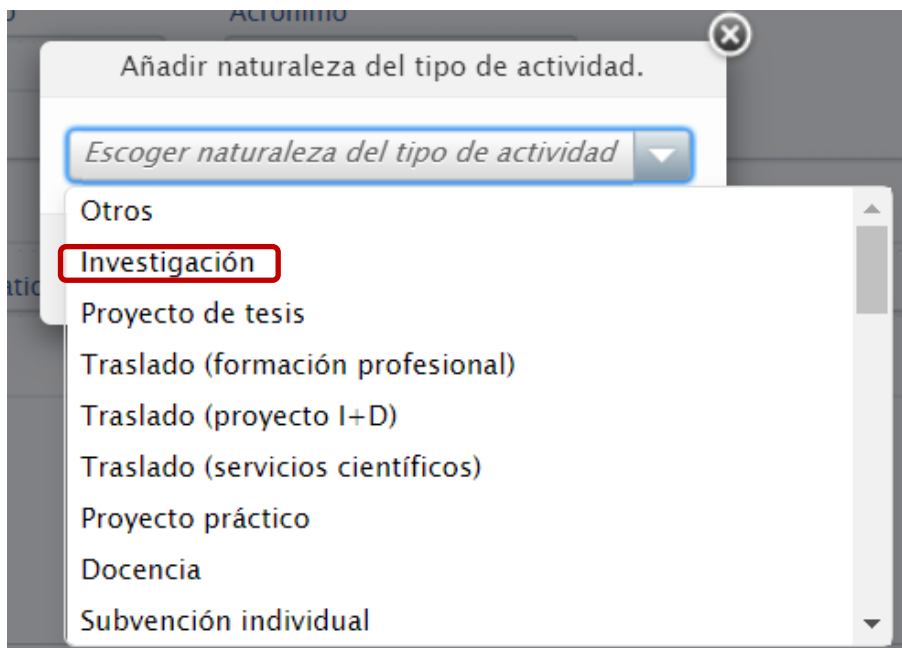 Acrónimo
Añadir naturaleza del tipo de actividad.
Escoger naturaleza del tipo de actividad
Otros
Investigación
Proyecto de tesis
Traslado (formación profesional)
Traslado (proyecto I+D)
Traslado (servicios científicos)
Proyecto práctico
Docencia
Subvención individual